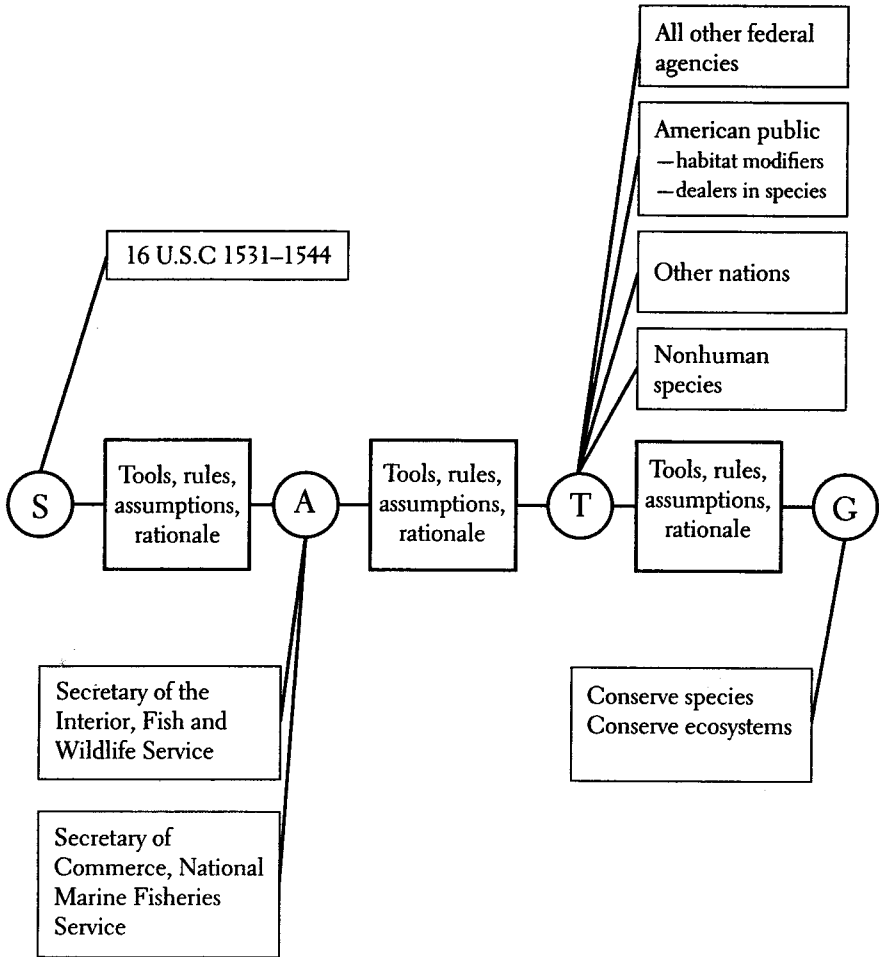 All other federal
agencies
American public
—habitat modifiers
—dealers in species
16 U.S.C 1531–1544
Other nations
Nonhuman
species
S
Tools, rules,
assumptions,
rationale
A
Tools, rules,
assumptions,
rationale
T
Tools, rules,
assumptions,
rationale
G
Secretary of the
Interior, Fish and
Wildlife Service
Conserve species
Conserve ecosystems
Secretary of
Commerce, National
Marine Fisheries
Service